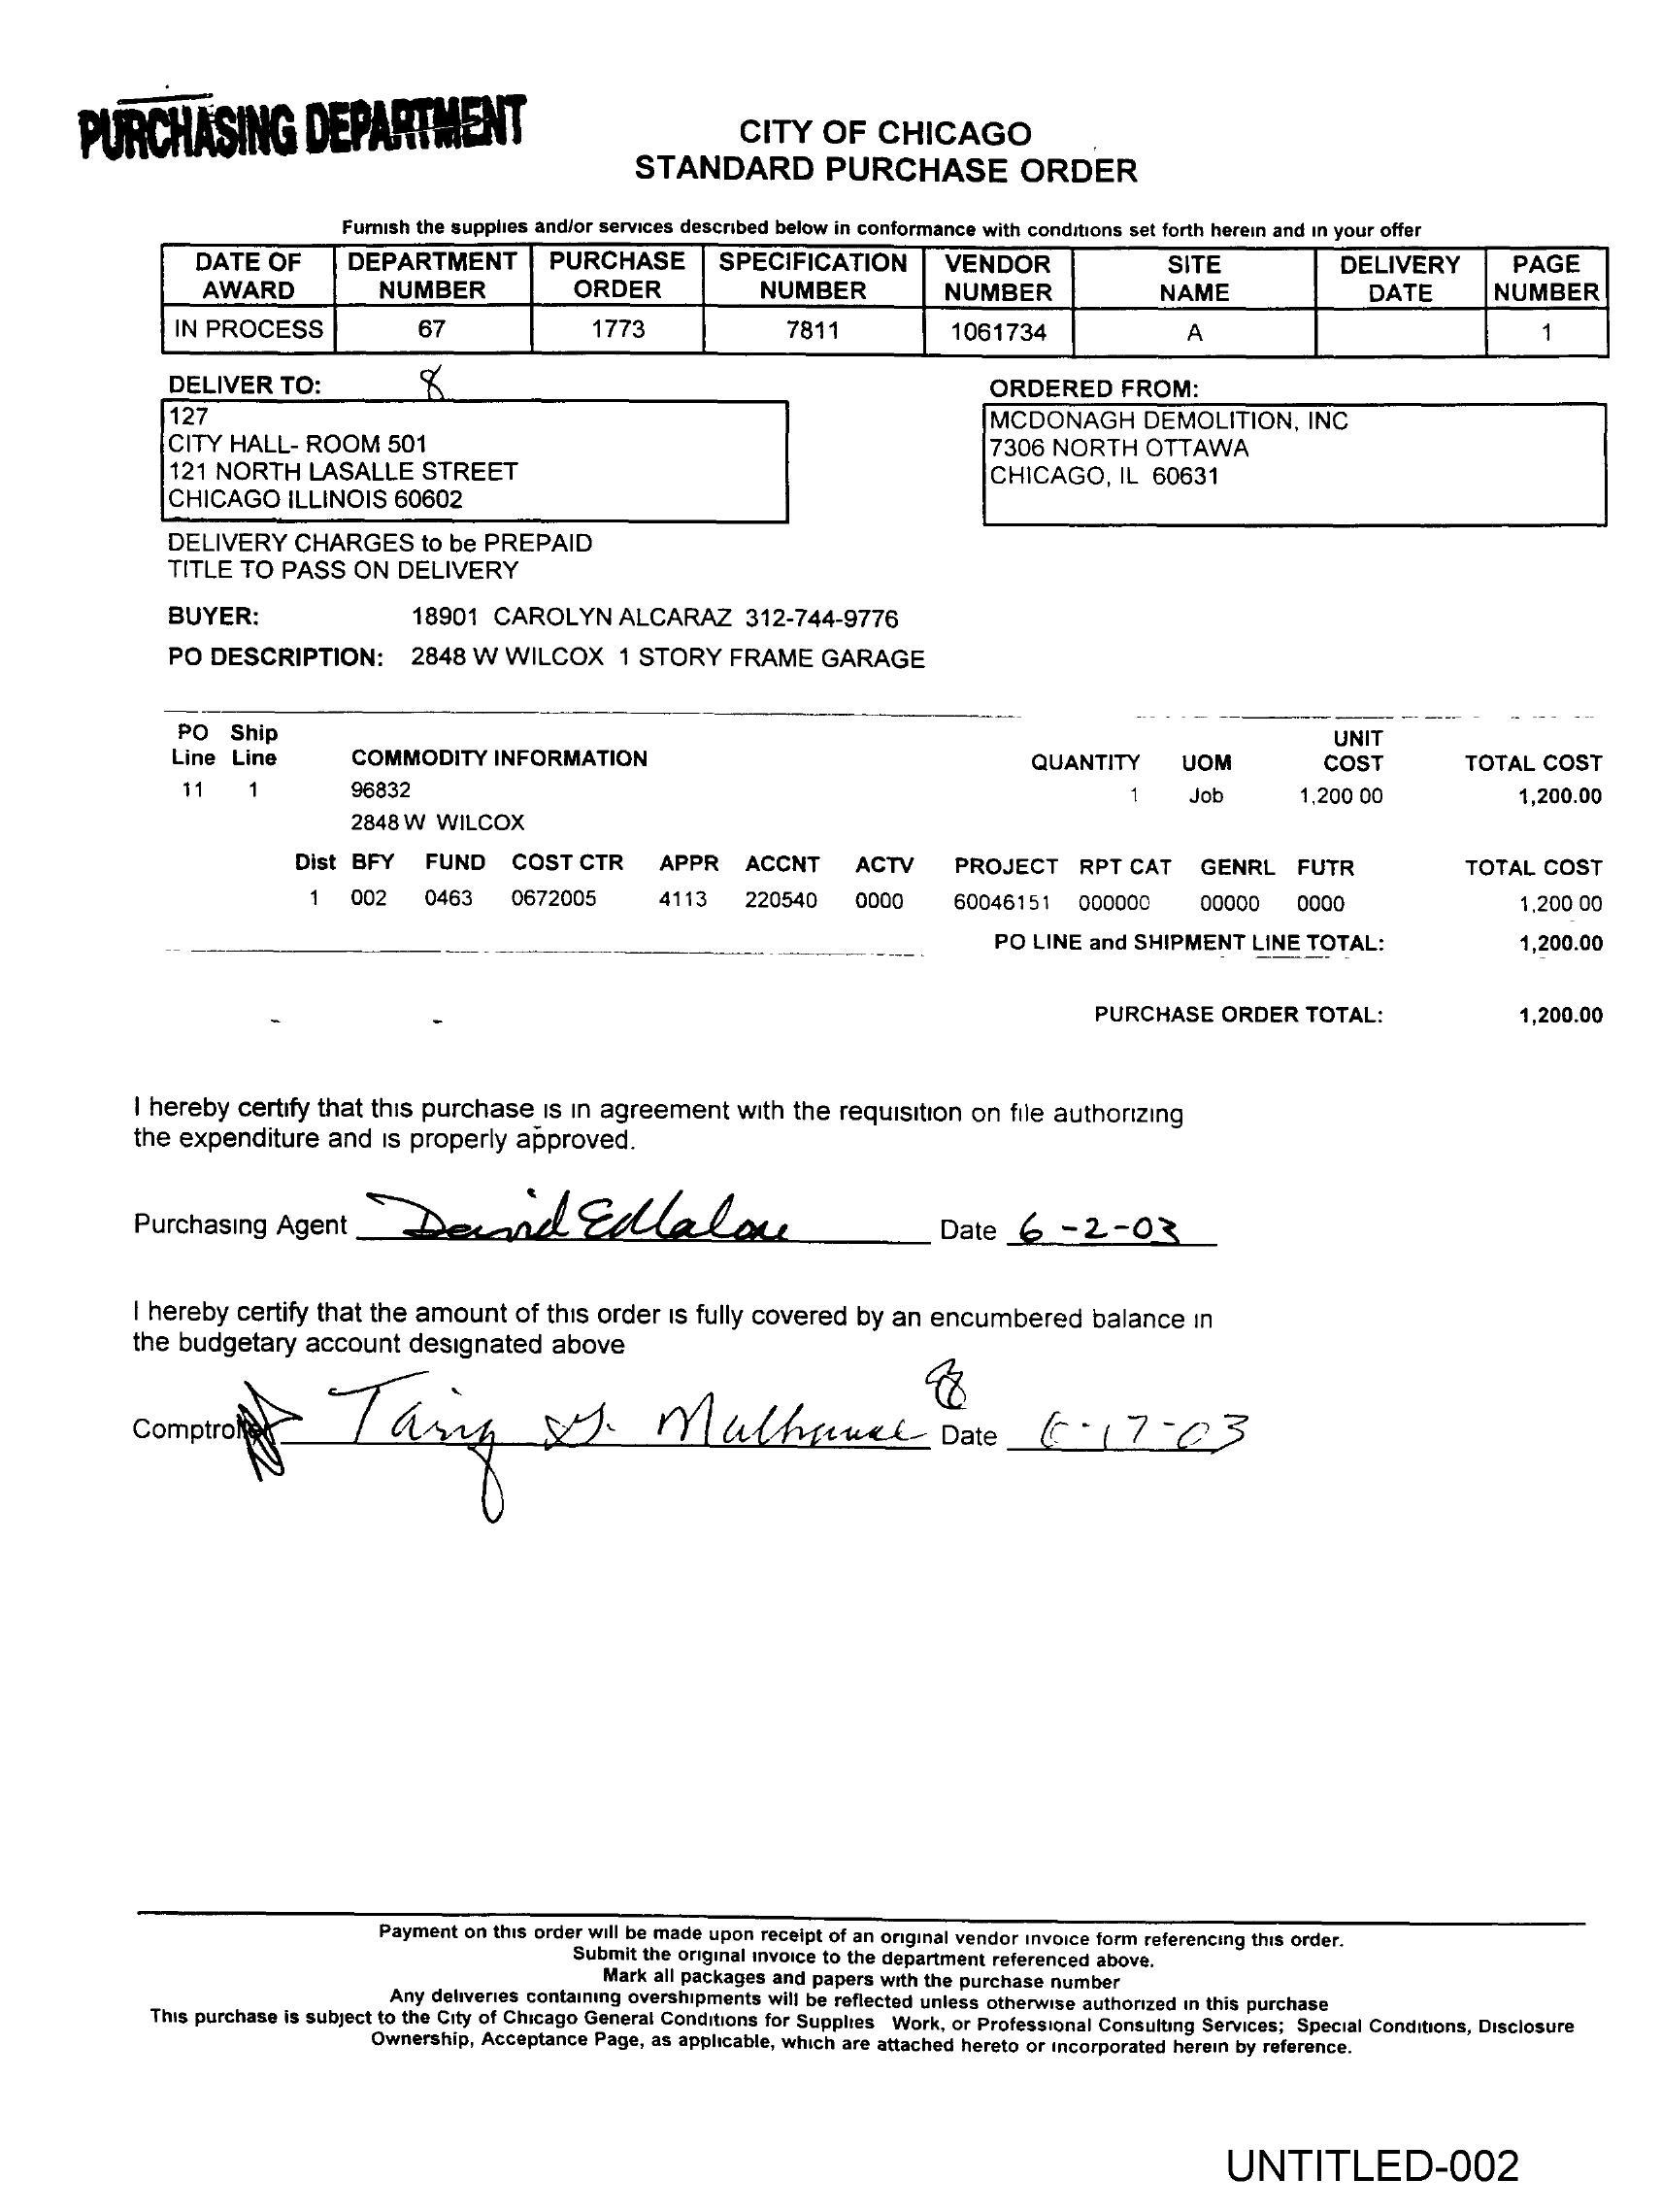 PURCHASING DEPARTMENT
CITY OF CHICAGO
STANDARD PURCHASE ORDER
Furnish the supplies and/or services described below in conformance with conditions set forth herein and in your offer
DATE OF AWARD DEPARTMENT NUMBER PURCHASE ORDER SPECIFICATION NUMBER VENDOR NUMBER SITE NAME DELIVERY DATE PAGE NUMBER
IN PROCESS 67 1773 7811 1061734 A 1
DELIVER TO: 8
127
CITY HALL- ROOM 501
121 NORTH LASALLE STREET
CHICAGO ILLINOIS 60602
ORDERED FROM:
MCDONAGH DEMOLITION, INC
7306 NORTH OTTAWA
CHICAGO, IL 60631
DELIVERY CHARGES to be PREPAID
TITLE TO PASS ON DELIVERY
BUYER: 18901 CAROLYN ALCARAZ 312-744-9776
PO DESCRIPTION: 2848 W WILCOX 1 STORY FRAME GARAGE
PO Line Ship Line COMMODITY INFORMATION QUANTITY UOM UNIT COST TOTAL COST
11 1 96832 1 Job 1,200 00 1,200.00
2848 W WILCOX
Dist BFY FUND COST CTR APPR ACCNT ACTV PROJECT RPT CAT GENRL FUTR TOTAL COST
1 002 0463 0672005 4113 220540 0000 60046151 000000 00000 0000 1,200 00
PO LINE and SHIPMENT LINE TOTAL: 1,200.00
PURCHASE ORDER TOTAL: 1,200.00
I hereby certify that this purchase is in agreement with the requisition on file authorizing
the expenditure and is properly approved.
Purchasing Agent David E Malone Date 6-2-03
I hereby certify that the amount of this order is fully covered by an encumbered balance in
the budgetary account designated above
Comptroller Date 6-17-03
Payment on this order will be made upon receipt of an original vendor invoice form referencing this order.
Submit the original invoice to the department referenced above.
Mark all packages and papers with the purchase number
Any deliveries containing overshipments will be reflected unless otherwise authorized in this purchase
This purchase is subject to the City of Chicago General Conditions for Supplies Work, or Professional Consulting Services; Special Conditions, Disclosure
Ownership, Acceptance Page, as applicable, which are attached hereto or incorporated herein by reference.
UNTITLED-002